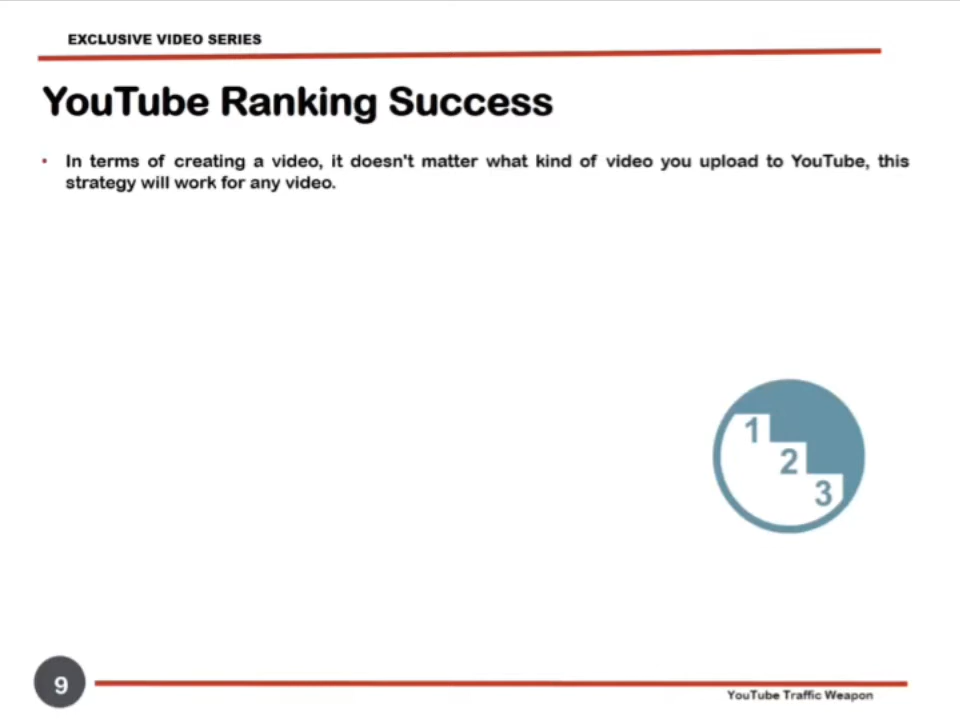 EXCLUSIVE VIDEO SERIES
YouTube Ranking Success
• In terms of creating a video, it doesn't matter what kind of video you upload to YouTube, this
strategy will work for any video.
1
2
3
9
YouTube Traffic Weapon